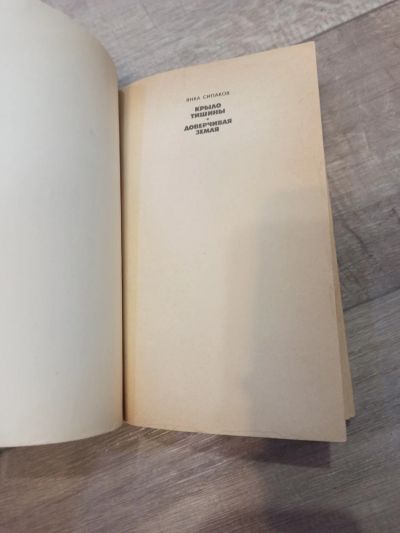 ЯНКА СИПАКОВ
КРЫЛО
ТИШИНЫ
•
ДОВЕРЧИВАЯ
ЗЕМЛЯ